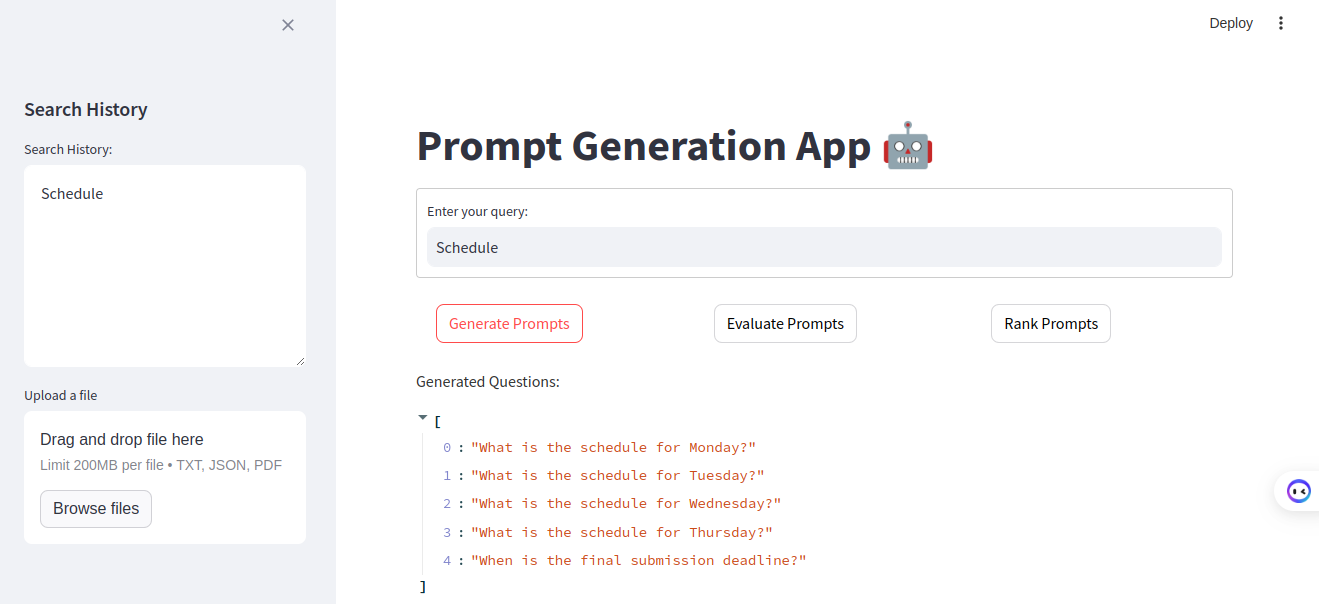 Deploy
Search History
Search History:
Schedule
Upload a file
Drag and drop file here
Limit 200MB per file • TXT, JSON, PDF
Browse files
Prompt Generation App 🤖
Enter your query:
Schedule
Generate Prompts Evaluate Prompts Rank Prompts
Generated Questions:
[
0 : "What is the schedule for Monday?"
1 : "What is the schedule for Tuesday?"
2 : "What is the schedule for Wednesday?"
3 : "What is the schedule for Thursday?"
4 : "When is the final submission deadline?"
]